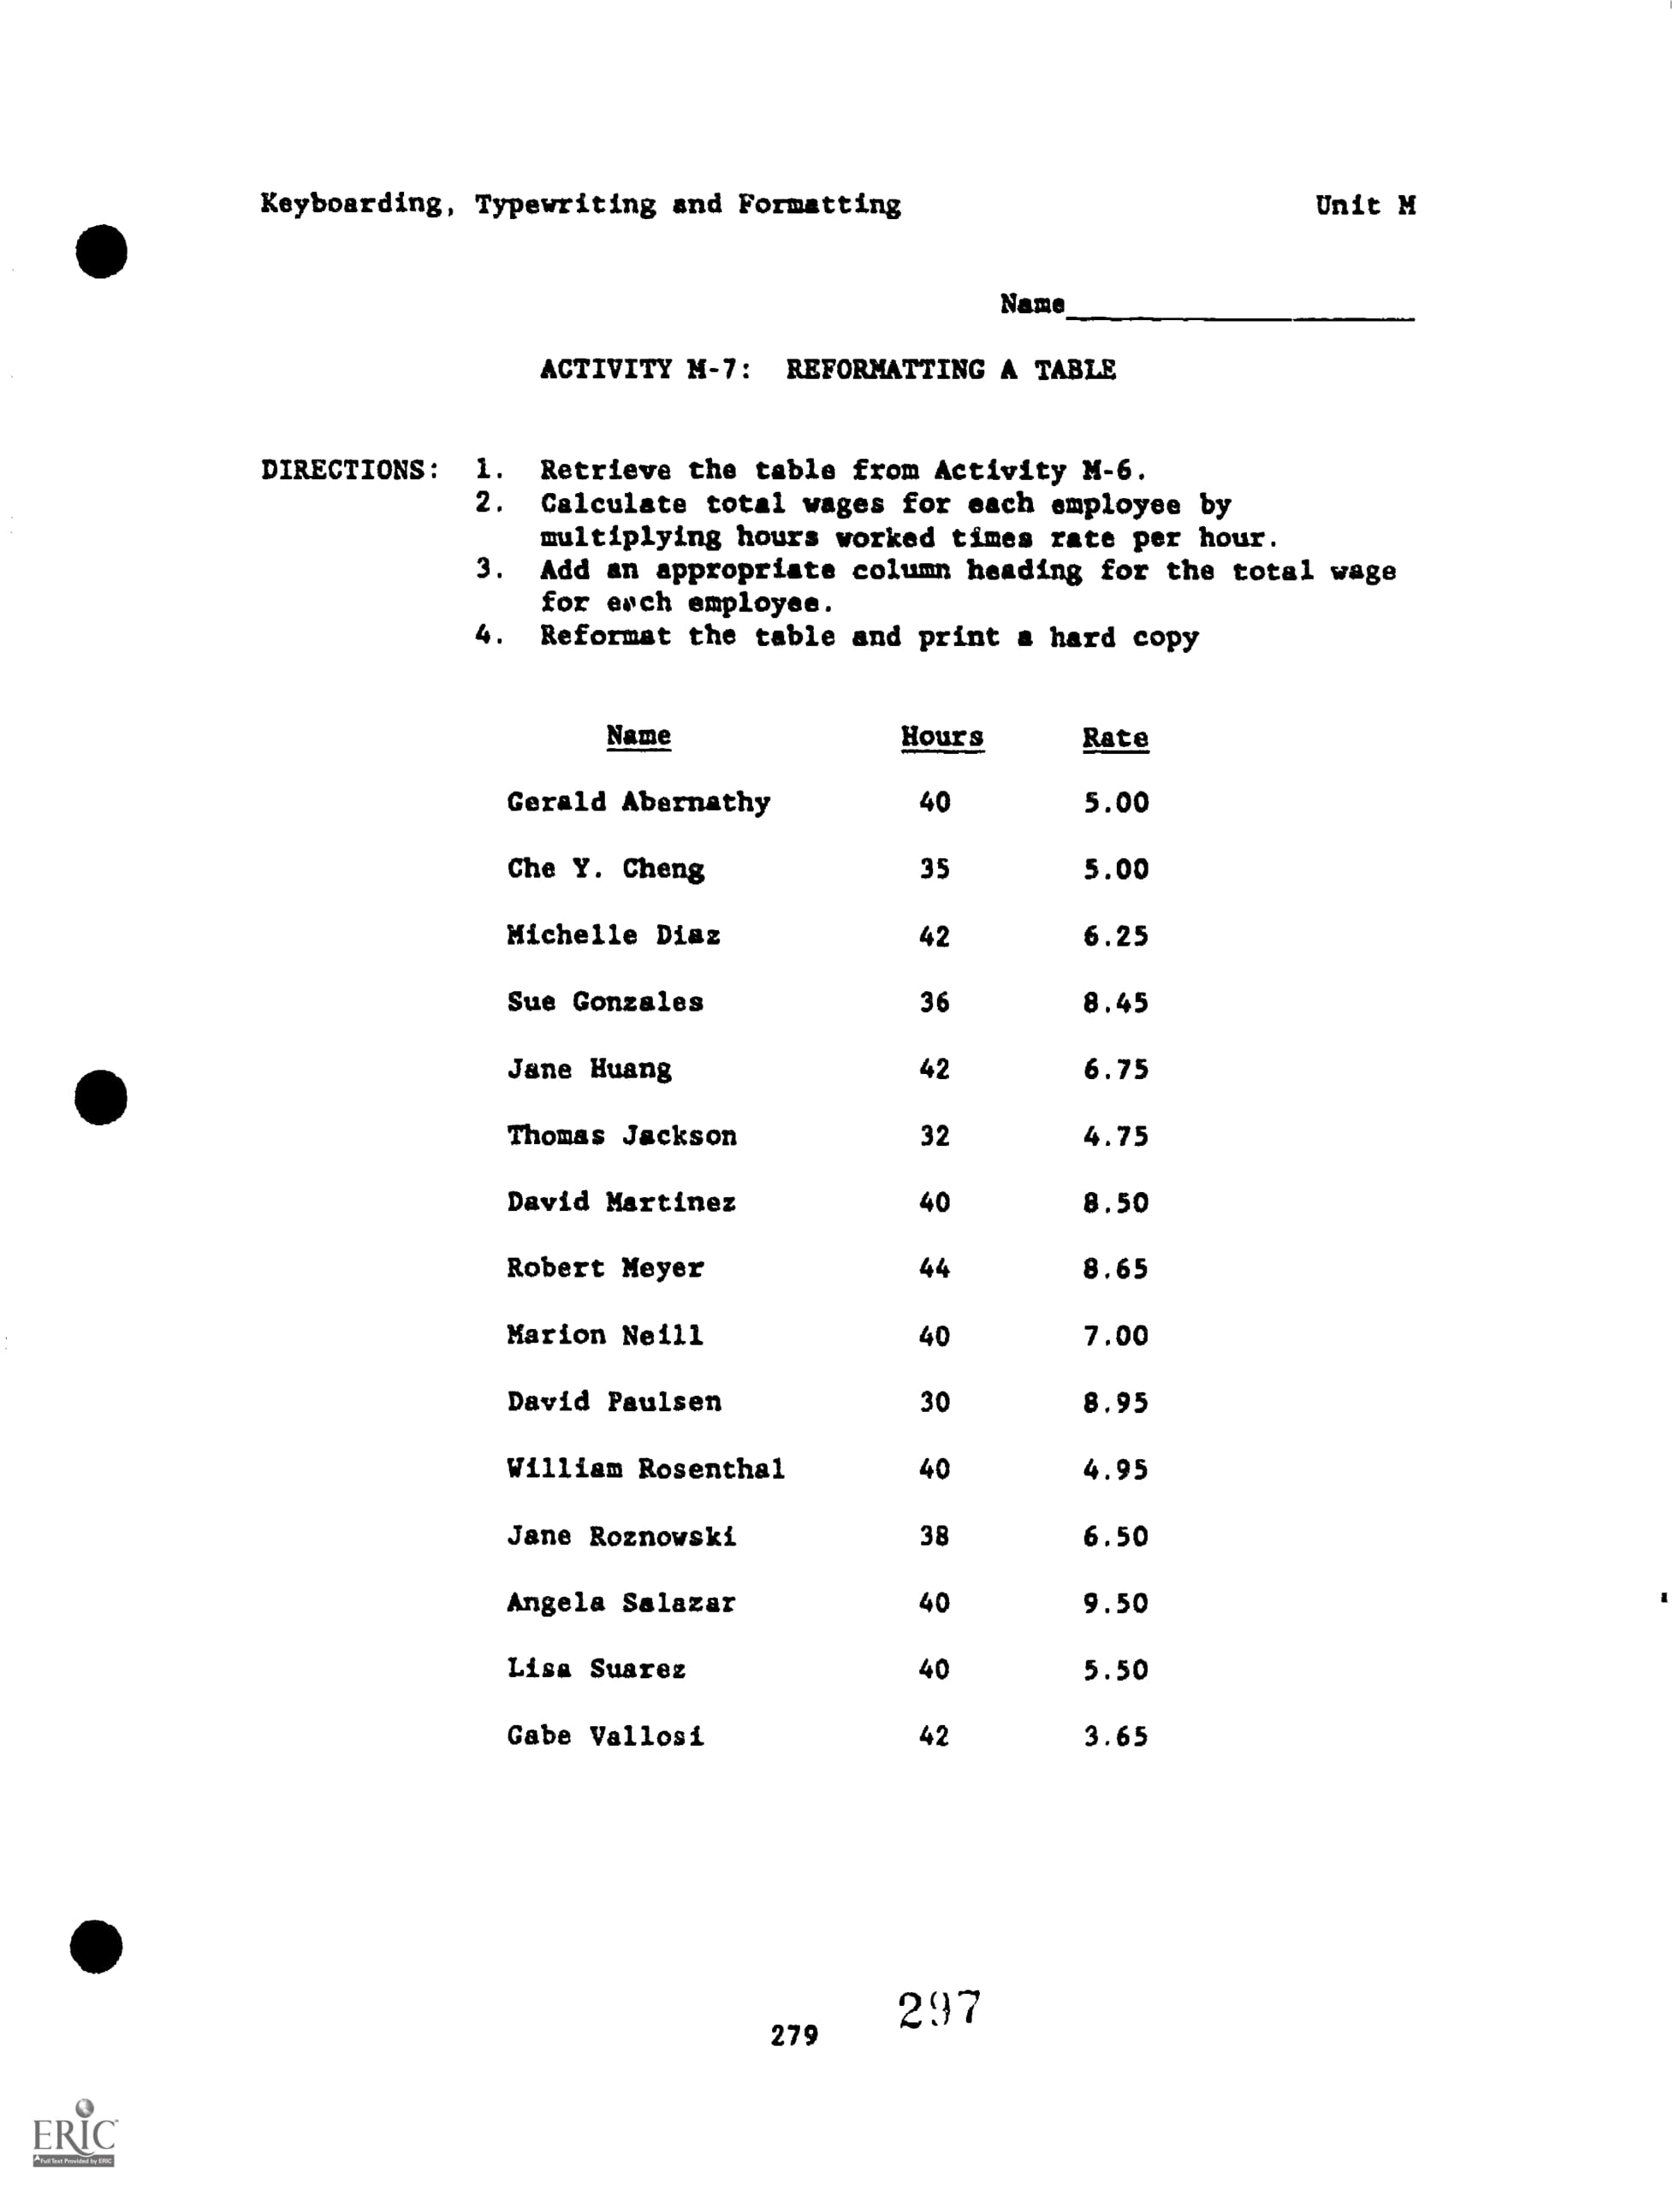 Keyboarding, Typewriting and Formatting Unit M
Name
ACTIVITY M-7: REFORMATTING A TABLE
DIRECTIONS: 1. Retrieve the table from Activity M-6.
2. Calculate total wages for each employee by
multiplying hours worked times rate per hour.
3. Add an appropriate column heading for the total wage
for each employee.
4. Reformat the table and print a hard copy
Name Hours Rate
Gerald Abernathy 40 5.00
Che Y. Cheng 35 5.00
Michelle Diaz 42 6.25
Sue Gonzales 36 8.45
Jane Huang 42 6.75
Thomas Jackson 32 4.75
David Martinez 40 8.50
Robert Meyer 44 8.65
Marion Neill 40 7.00
David Paulsen 30 8.95
William Rosenthal 40 4.95
Jane Roznowski 38 6.50
Angela Salazar 40 9.50
Lisa Suarez 40 5.50
Gabe Vallosi 42 3.65
297
279
ERIC
Full Text Provided by ERIC